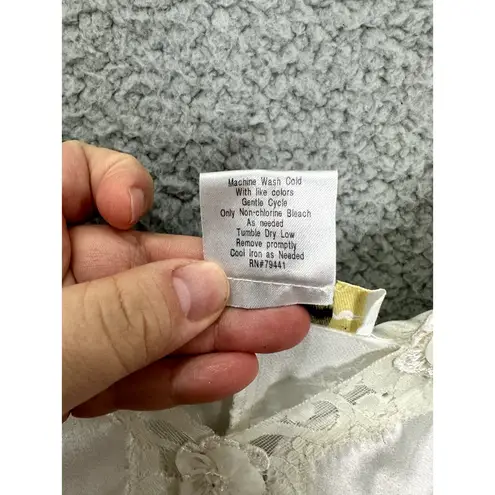 Machine Wash Cold
With like colors
Gentle Cycle
Only Non-chlorine Bleach
As needed
Tumble Dry Low
Remove promptly
Cool iron as Needed
RN#79441